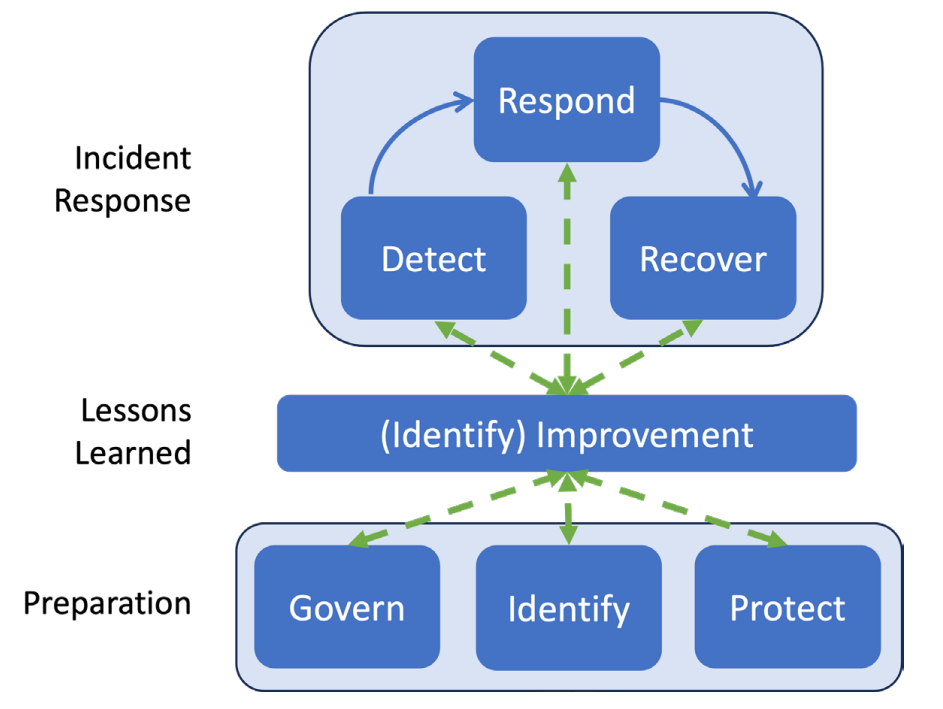 Respond
Incident
Response
Detect
Recover
Lessons
Learned
(Identify) Improvement
Preparation
Govern
Identify
Protect